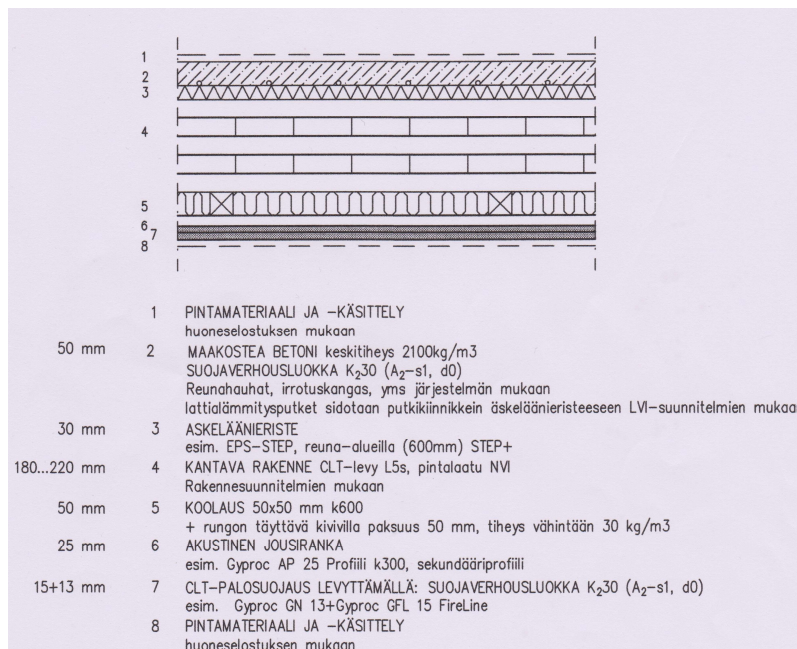 1
2
3
4
5
6
7
8
1 PINTAMATERIAALI JA -KÄSITTELY
huoneselostuksen mukaan
50 mm 2 MAAKOSTEA BETONI keskitiheys 2100kg/m3
SUOJAVERHOUSLUOKKA K₂30 (A₂-s1, d0)
Reunahauhat, irrotuskangas, yms järjestelmän mukaan
lattialämmitysputket sidotaan putkikiinnikkein äskeläänieristeeseen LVI-suunnitelmien mukaa
30 mm 3 ASKELÄÄNIERISTE
esim. EPS-STEP, reuna-alueilla (600mm) STEP+
180...220 mm 4 KANTAVA RAKENNE CLT-levy L5s, pintalaatu NVI
Rakennesuunnitelmien mukaan
50 mm 5 KOOLAUS 50x50 mm k600
+ rungon täyttävä kivivilla paksuus 50 mm, tiheys vähintään 30 kg/m3
25 mm 6 AKUSTINEN JOUSIRANKA
esim. Gyproc AP 25 Profiili k300, sekundääriprofiili
15+13 mm 7 CLT-PALOSUOJAUS LEVYTTÄMÄLLÄ: SUOJAVERHOUSLUOKKA K₂30 (A₂-s1, d0)
esim. Gyproc GN 13+Gyproc GFL 15 FireLine
8 PINTAMATERIAALI JA -KÄSITTELY
huoneselostuksen mukaan